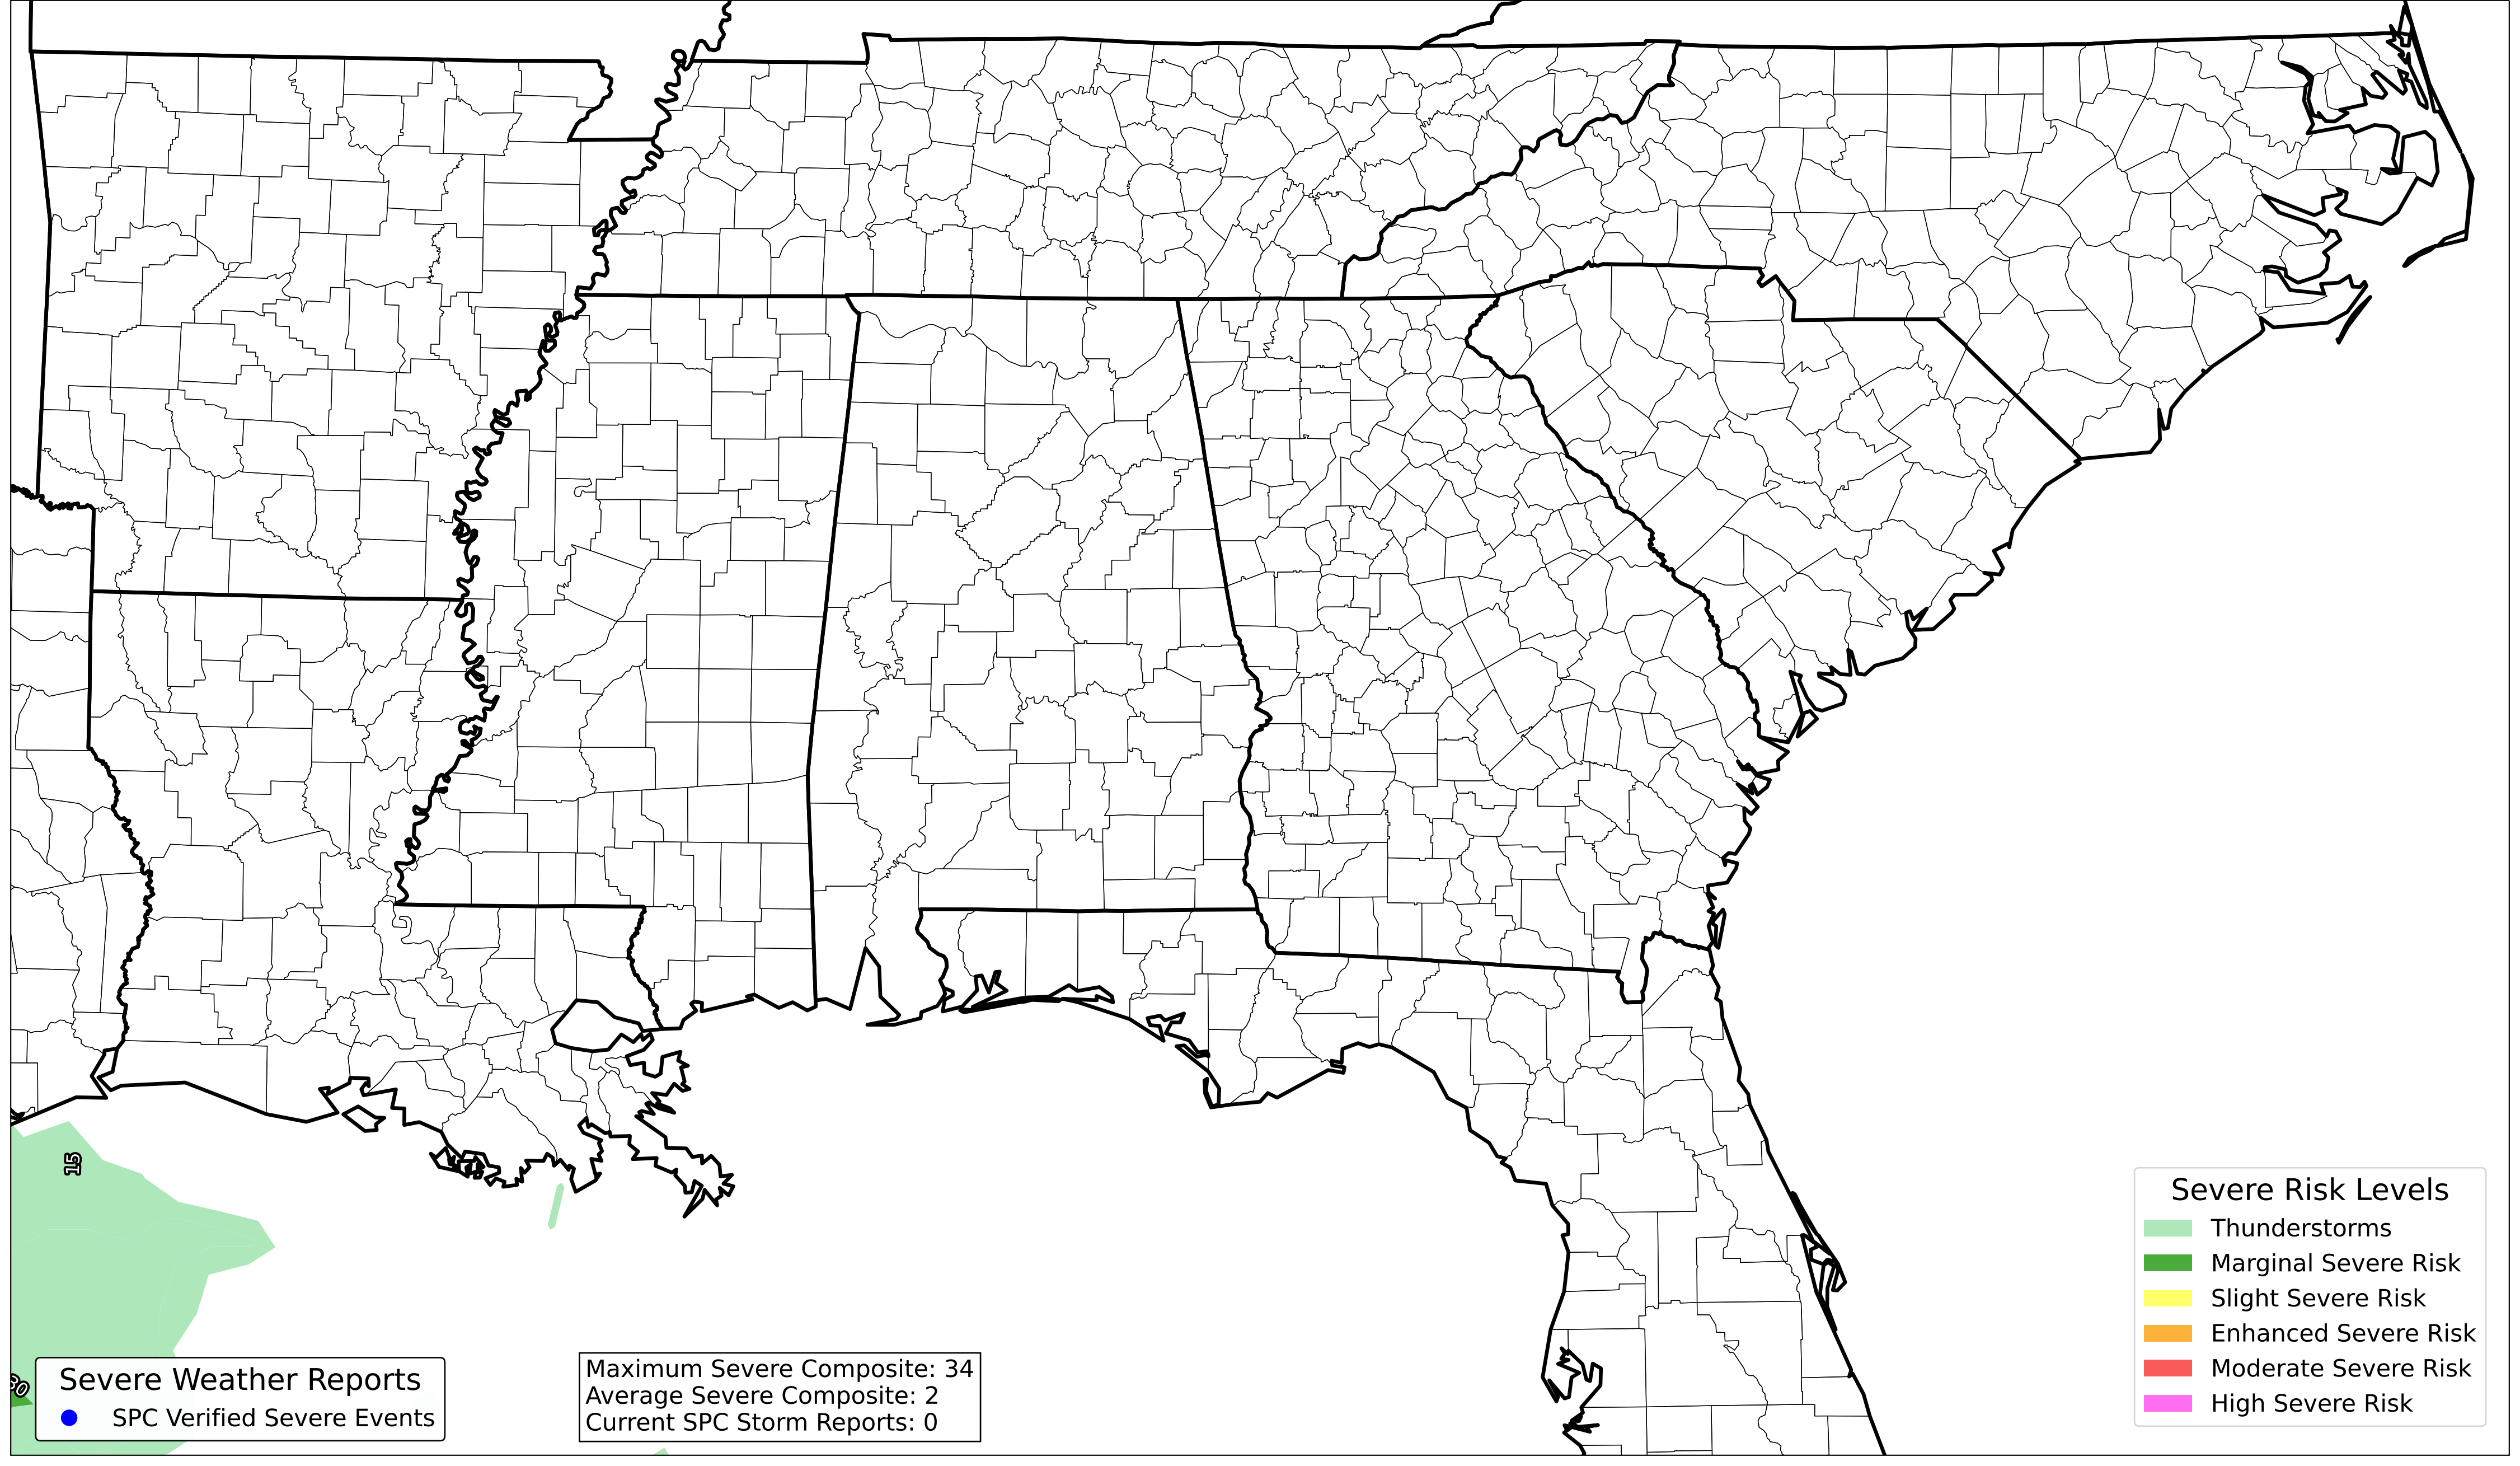 15
30
Severe Weather Reports
SPC Verified Severe Events
Maximum Severe Composite: 34
Average Severe Composite: 2
Current SPC Storm Reports: 0
Severe Risk Levels
Thunderstorms
Marginal Severe Risk
Slight Severe Risk
Enhanced Severe Risk
Moderate Severe Risk
High Severe Risk